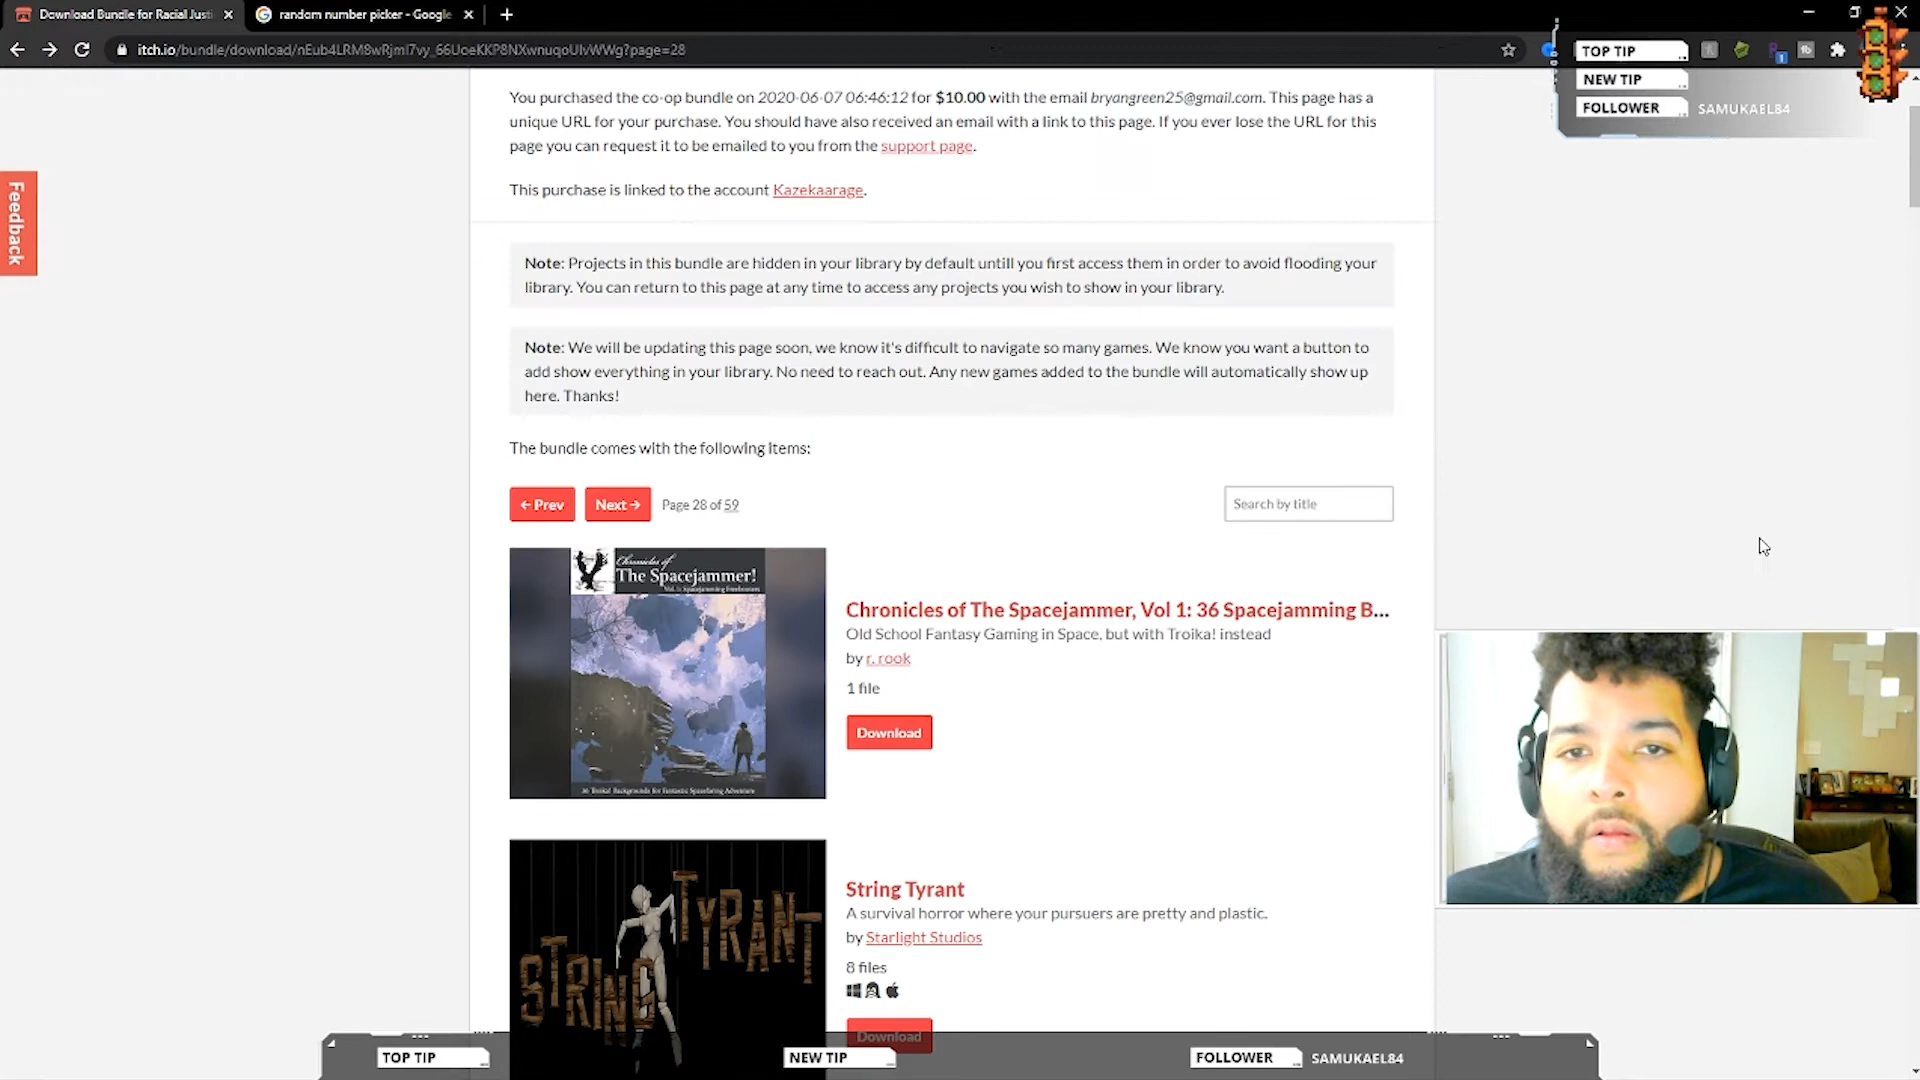 Download Bundle for Racial Justi
random number picker - Google
itch.io/bundle/download/nEub4LRM8wRjmI7vy_66UoeKKP8NXwnuqoUIvWWg?page=28
TOP TIP
NEW TIP
FOLLOWER SAMUKAEL84
You purchased the co-op bundle on 2020-06-07 06:46:12 for $10.00 with the email bryangreen25@gmail.com. This page has a
unique URL for your purchase. You should have also received an email with a link to this page. If you ever lose the URL for this
page you can request it to be emailed to you from the support page.
This purchase is linked to the account Kazekaarage.
Feedback
Note: Projects in this bundle are hidden in your library by default untill you first access them in order to avoid flooding your
library. You can return to this page at any time to access any projects you wish to show in your library.
Note: We will be updating this page soon, we know it's difficult to navigate so many games. We know you want a button to
add show everything in your library. No need to reach out. Any new games added to the bundle will automatically show up
here. Thanks!
The bundle comes with the following items:
← Prev Next → Page 28 of 59 Search by title
Chronicles of
The Spacejammer!
Vol. 1: Spacejamming Freebooters
36 Troika! Backgrounds for Fantastic Spacefaring Adventure
Chronicles of The Spacejammer, Vol 1: 36 Spacejamming B...
Old School Fantasy Gaming in Space, but with Troika! instead
by r. rook
1 file
Download
STRING TYRANT
String Tyrant
A survival horror where your pursuers are pretty and plastic.
by Starlight Studios
8 files
Download
TOP TIP
NEW TIP
FOLLOWER SAMUKAEL84